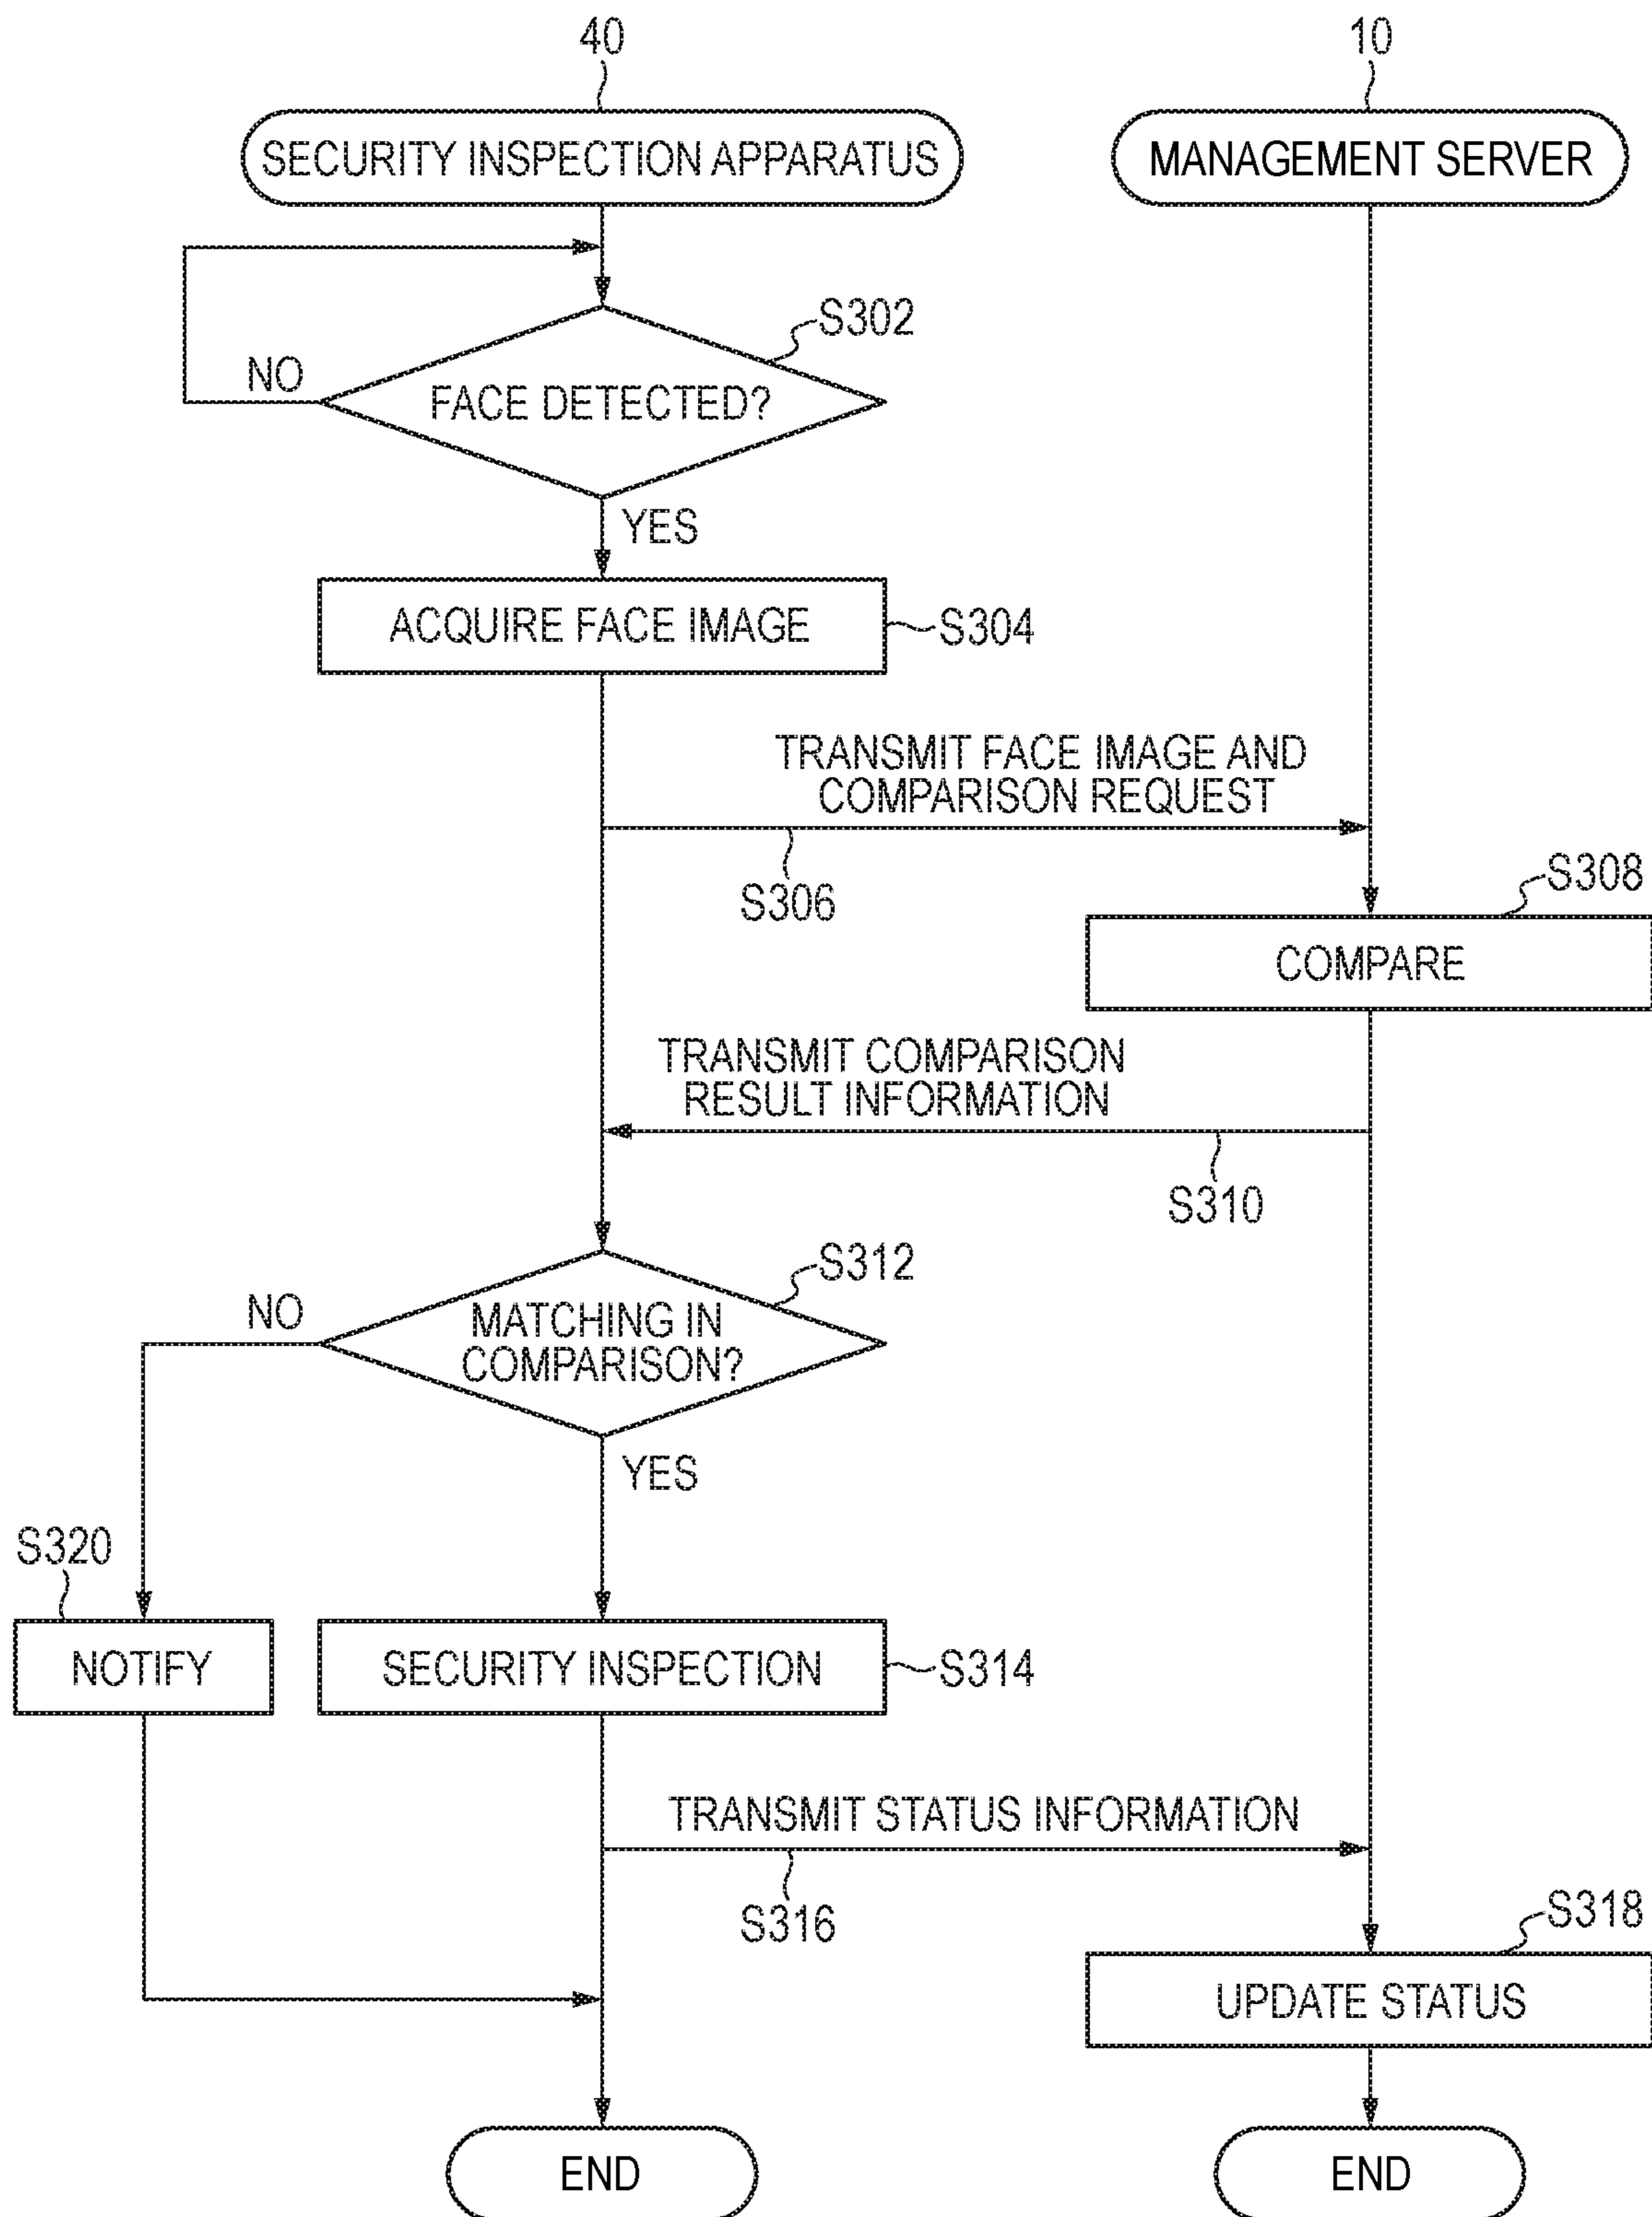 40
10
SECURITY INSPECTION APPARATUS
MANAGEMENT SERVER
S302
NO
FACE DETECTED?
YES
ACQUIRE FACE IMAGE
S304
TRANSMIT FACE IMAGE AND
COMPARISON REQUEST
S306
S308
COMPARE
TRANSMIT COMPARISON
RESULT INFORMATION
S310
S312
NO
MATCHING IN
COMPARISON?
YES
S320
NOTIFY
SECURITY INSPECTION
S314
TRANSMIT STATUS INFORMATION
S316
S318
UPDATE STATUS
END
END